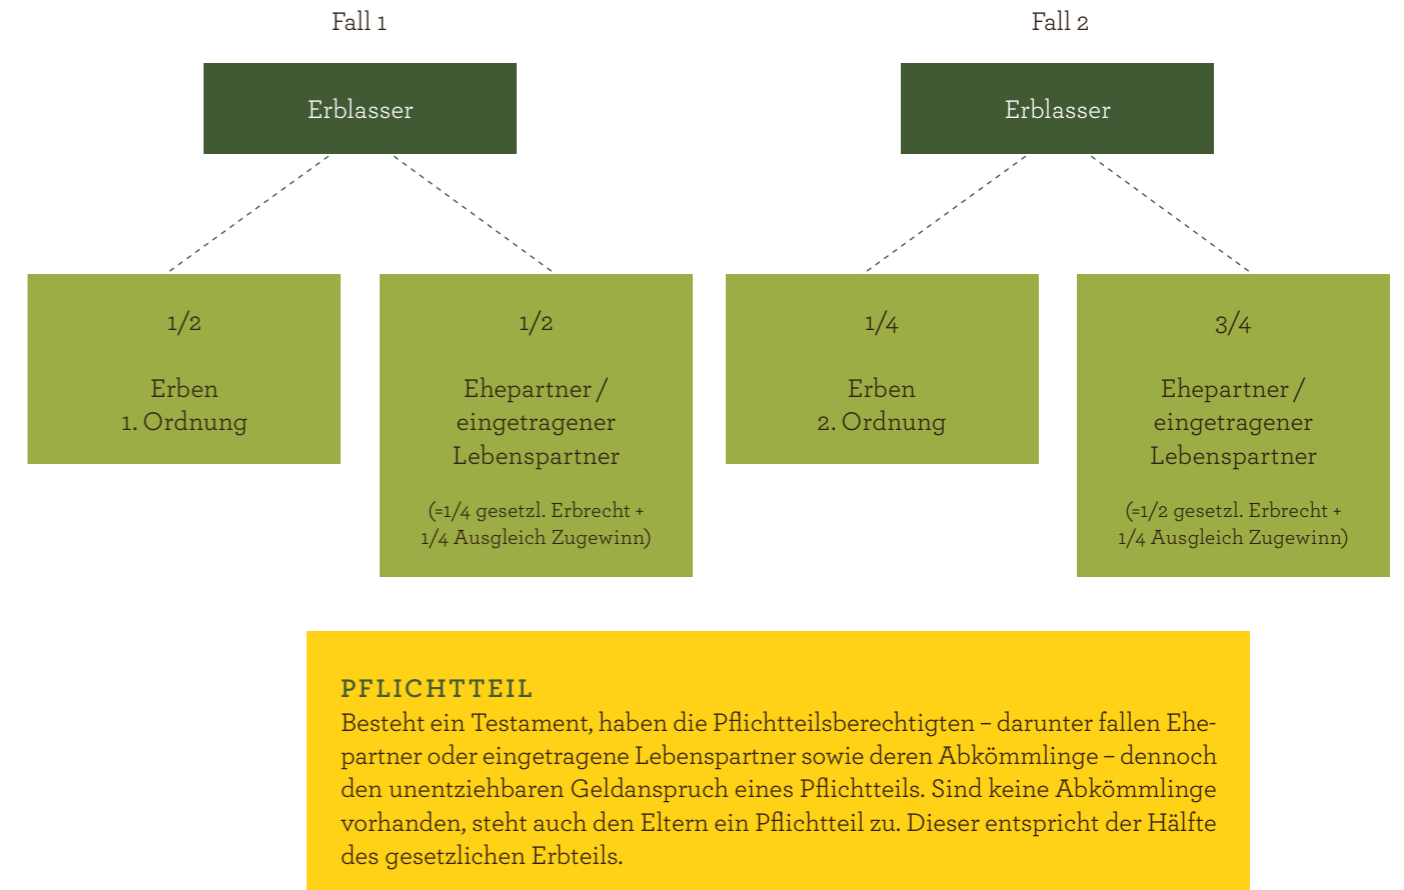 Fall 1
Erblasser
1/2
Erben
1. Ordnung
1/2
Ehepartner /
eingetragener
Lebenspartner
(=1/4 gesetzl. Erbrecht +
1/4 Ausgleich Zugewinn)
Fall 2
Erblasser
1/4
Erben
2. Ordnung
3/4
Ehepartner /
eingetragener
Lebenspartner
(=1/2 gesetzl. Erbrecht +
1/4 Ausgleich Zugewinn)
PFLICHTTEIL
Besteht ein Testament, haben die Pflichtteilsberechtigten – darunter fallen Ehe-
partner oder eingetragene Lebenspartner sowie deren Abkömmlinge – dennoch
den unentziehbaren Geldanspruch eines Pflichtteils. Sind keine Abkömmlinge
vorhanden, steht auch den Eltern ein Pflichtteil zu. Dieser entspricht der Hälfte
des gesetzlichen Erbteils.